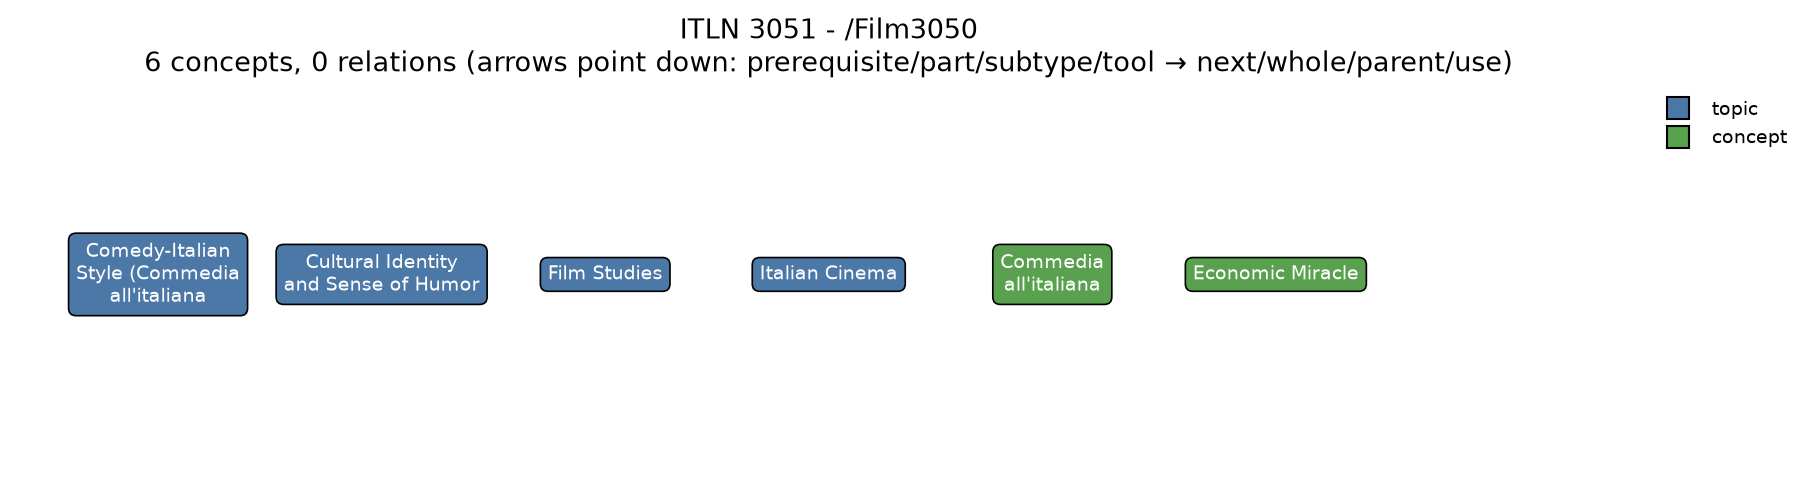 ITLN 3051 - /Film3050
6 concepts, 0 relations (arrows point down: prerequisite/part/subtype/tool → next/whole/parent/use)
topic
concept
Comedy-Italian
Style (Commedia
all'italiana
Cultural Identity
and Sense of Humor
Film Studies
Italian Cinema
Commedia
all'italiana
Economic Miracle